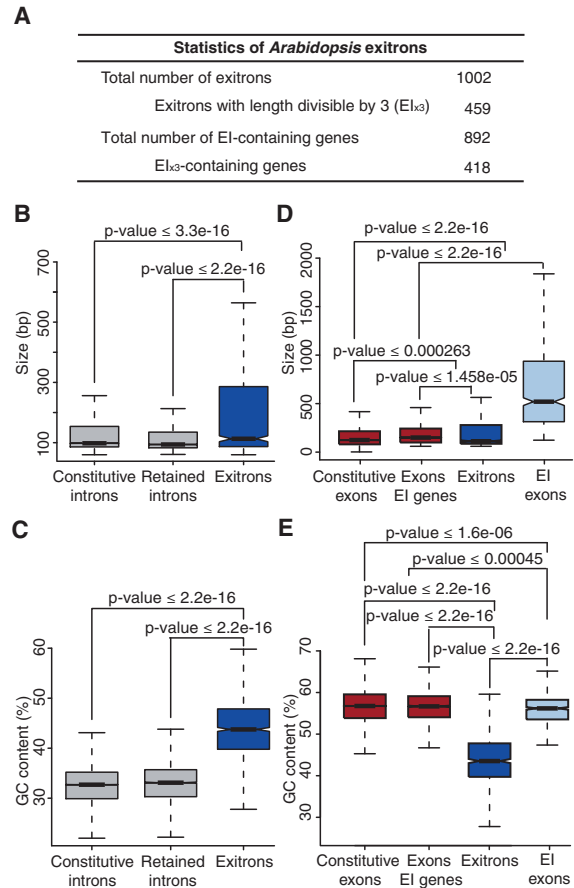 A
Statistics of Arabidopsis exitrons
Total number of exitrons 1002
Exitrons with length divisible by 3 (EIx3) 459
Total number of EI-containing genes 892
EIx3-containing genes 418
B
p-value ≤ 3.3e-16
p-value ≤2.2e-16
Size (bp)
700
500
300
100
Constitutive introns
Retained introns
Exitrons
D
p-value ≤ 2.2e-16
p-value ≤ 2.2e-16
p-value ≤ 0.000263
p-value ≤ 1.458e-05
Size (bp)
2000
1500
1000
500
0
Constitutive exons
Exons EI genes
Exitrons
EI exons
C
p-value ≤ 2.2e-16
p-value ≤2.2e-16
GC content (%)
60
50
40
30
Constitutive introns
Retained introns
Exitrons
E
p-value ≤ 1.6e-06
p-value ≤ 0.00045
p-value ≤ 2.2e-16
p-value ≤ 2.2e-16
p-value ≤2.2e-16
GC content (%)
70
60
50
40
30
Constitutive exons
Exons EI genes
Exitrons
EI exons